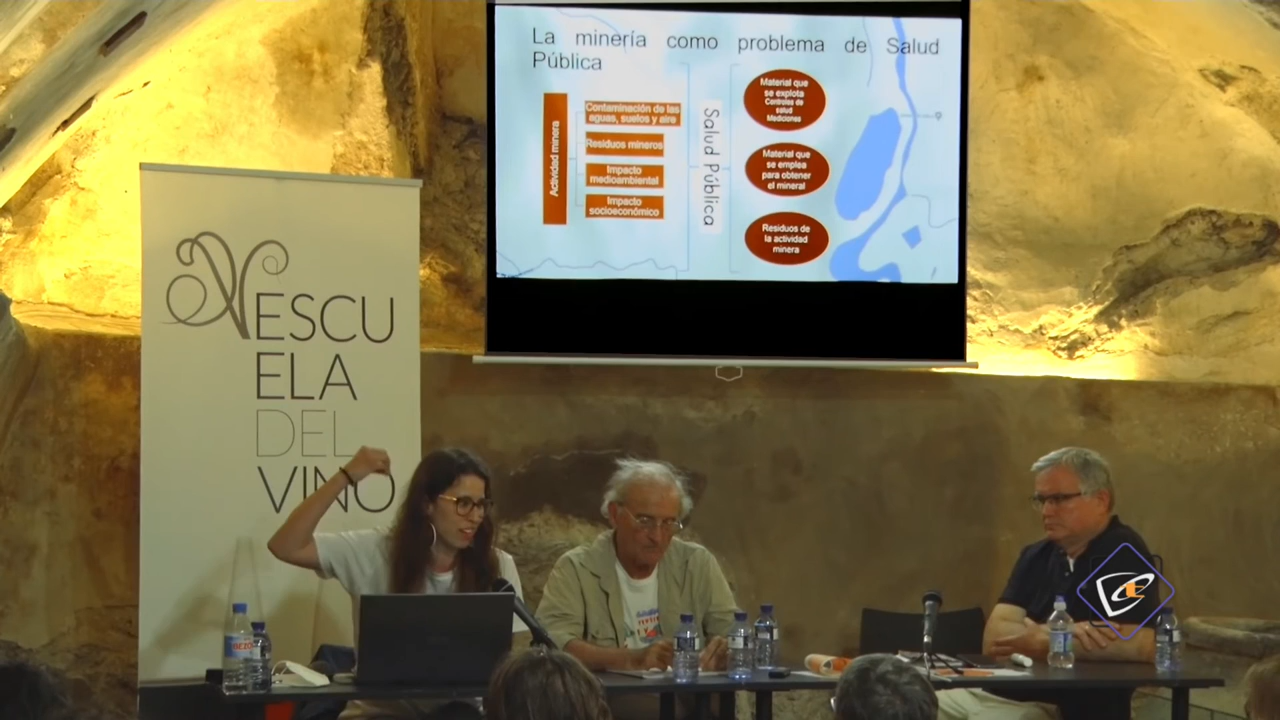 La minería como problema de Salud
Pública
Actividad minera
Contaminación de las
aguas, suelos y aire
Residuos mineros
Impacto
medioambiental
Impacto
socioeconómico
Salud Pública
Material que
se explota
Controles de
salud
Mediciones
Material que
se emplea
para obtener
el mineral
Residuos de
la actividad
minera
ESCU
ELA
DEL
VINO